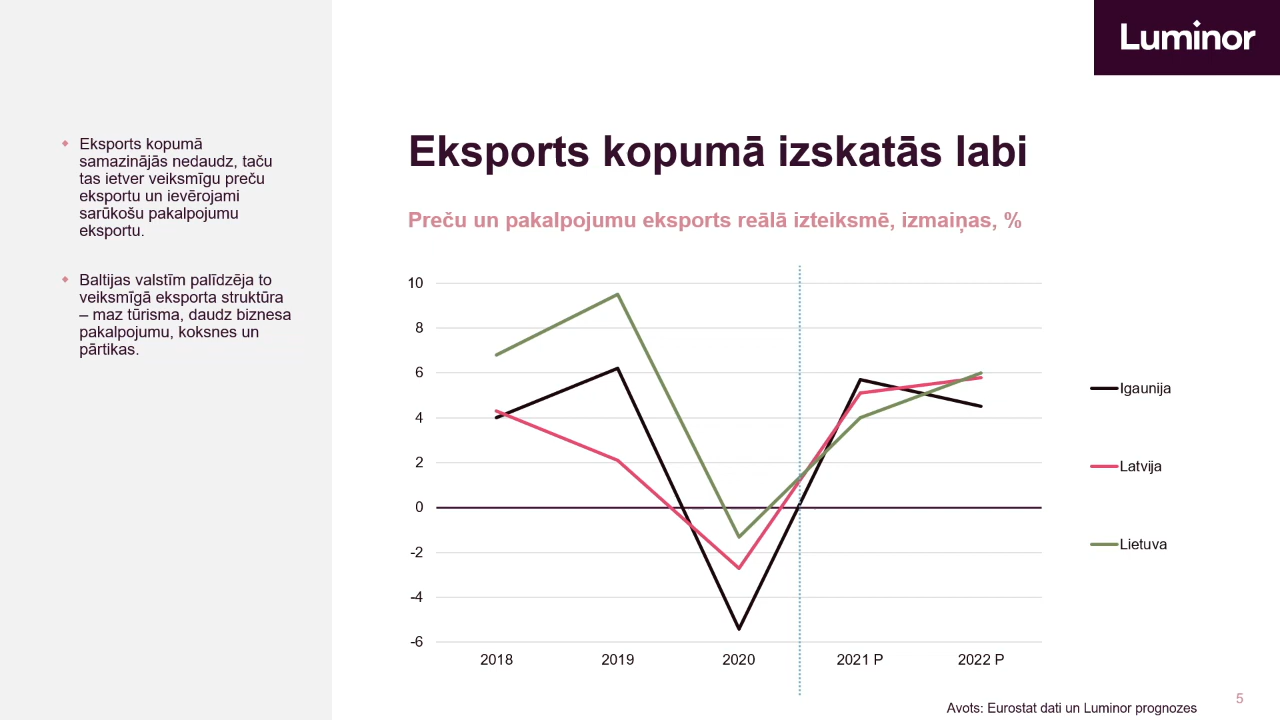 Luminor
Eksports kopumā
samazinājās nedaudz, taču
tas ietver veiksmīgu preču
eksportu un ievērojami
sarūkošu pakalpojumu
eksportu.
Baltijas valstīm palīdzēja to
veiksmīgā eksporta struktūra
– maz tūrisma, daudz biznesa
pakalpojumu, koksnes un
pārtikas.
Eksports kopumā izskatās labi
Preču un pakalpojumu eksports reālā izteiksmē, izmaiņas, %
10
8
6
4
2
0
-2
-4
-6
2018 2019 2020 2021 P 2022 P
Igaunija
Latvija
Lietuva
Avots: Eurostat dati un Luminor prognozes
5